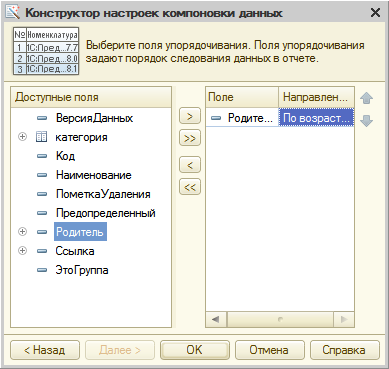 Конструктор настроек компоновки данных
№ Номенклатура
1 1С:Пред...7.7
2 1С:Пред...8.0
3 1С:Пред...8.1
Выберите поля упорядочивания. Поля упорядочивания
задают порядок следования данных в отчете.
Доступные поля
ВерсияДанных
категория
Код
Наименование
ПометкаУдаления
Предопределенный
Родитель
Ссылка
ЭтоГруппа
>
>>
<
<<
Поле Направлен...
Родите... По возраст...
< Назад Далее > OK Отмена Справка